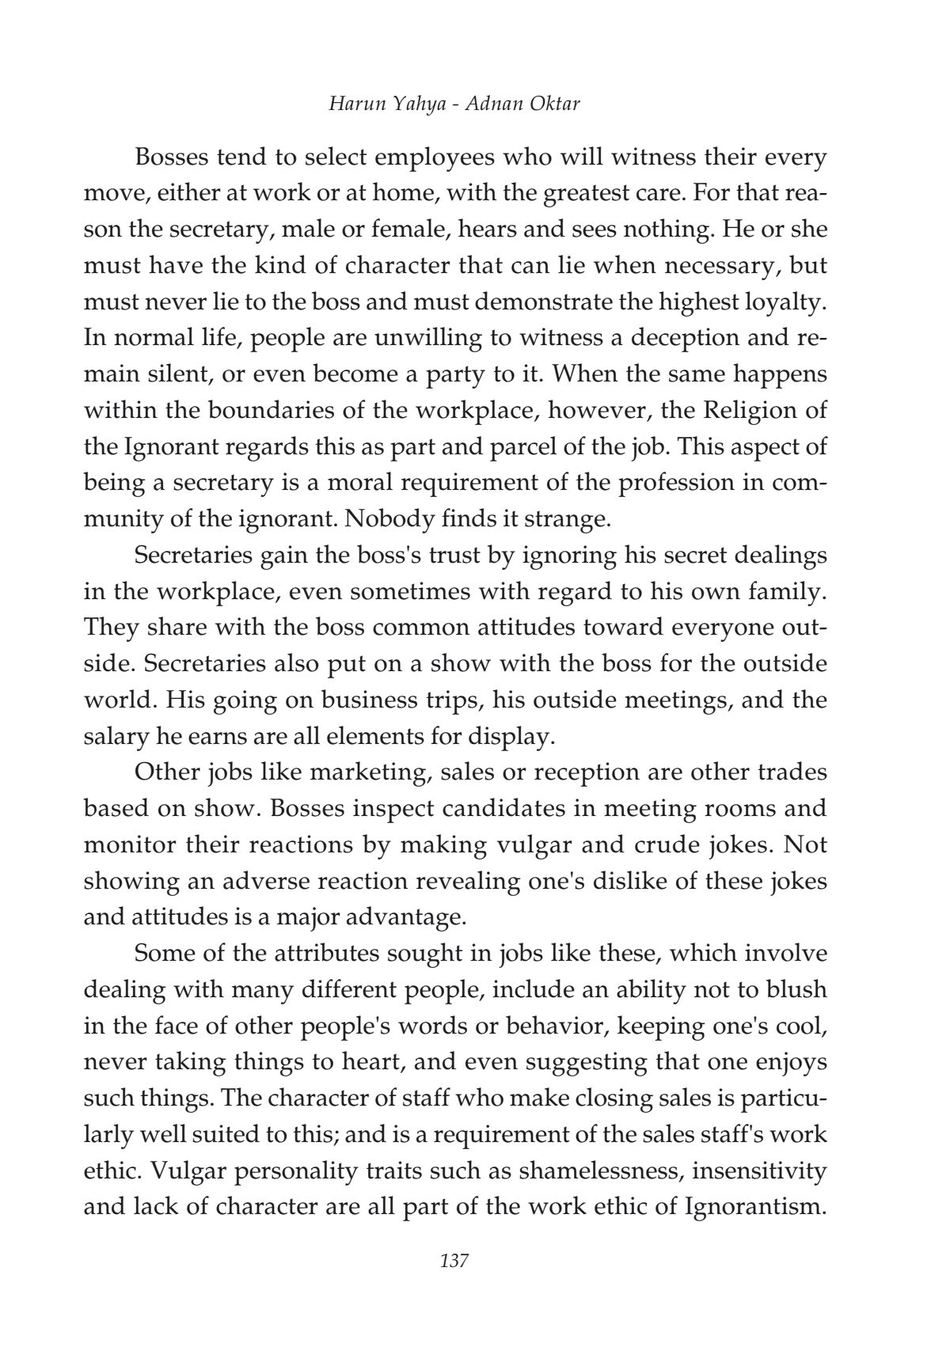 Harun Yahya - Adnan Oktar
Bosses tend to select employees who will witness their every
move, either at work or at home, with the greatest care. For that rea-
son the secretary, male or female, hears and sees nothing. He or she
must have the kind of character that can lie when necessary, but
must never lie to the boss and must demonstrate the highest loyalty.
In normal life, people are unwilling to witness a deception and re-
main silent, or even become a party to it. When the same happens
within the boundaries of the workplace, however, the Religion of
the Ignorant regards this as part and parcel of the job. This aspect of
being a secretary is a moral requirement of the profession in com-
munity of the ignorant. Nobody finds it strange.
Secretaries gain the boss's trust by ignoring his secret dealings
in the workplace, even sometimes with regard to his own family.
They share with the boss common attitudes toward everyone out-
side. Secretaries also put on a show with the boss for the outside
world. His going on business trips, his outside meetings, and the
salary he earns are all elements for display.
Other jobs like marketing, sales or reception are other trades
based on show. Bosses inspect candidates in meeting rooms and
monitor their reactions by making vulgar and crude jokes. Not
showing an adverse reaction revealing one's dislike of these jokes
and attitudes is a major advantage.
Some of the attributes sought in jobs like these, which involve
dealing with many different people, include an ability not to blush
in the face of other people's words or behavior, keeping one's cool,
never taking things to heart, and even suggesting that one enjoys
such things. The character of staff who make closing sales is particu-
larly well suited to this; and is a requirement of the sales staff's work
ethic. Vulgar personality traits such as shamelessness, insensitivity
and lack of character are all part of the work ethic of Ignorantism.
137